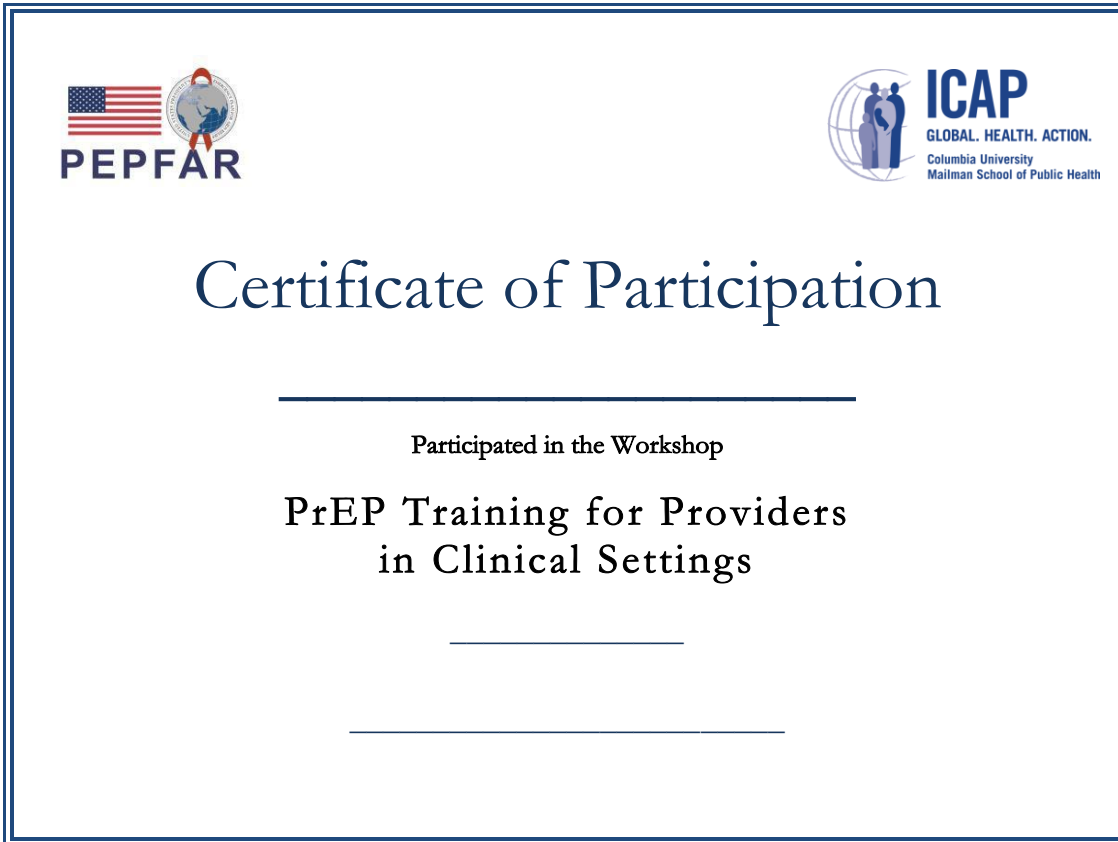 PEPFAR
ICAP
GLOBAL. HEALTH. ACTION.
Columbia University
Mailman School of Public Health
Certificate of Participation
Participated in the Workshop
PrEP Training for Providers
in Clinical Settings